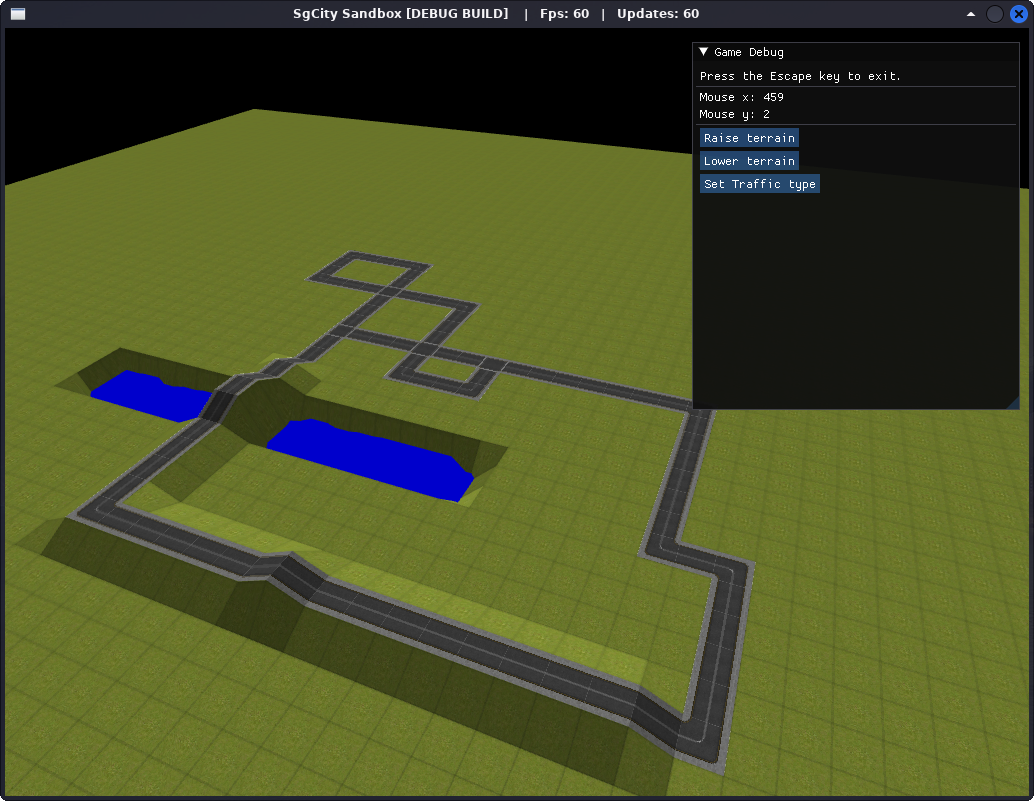 SgCity Sandbox [DEBUG BUILD] | Fps: 60 | Updates: 60
Game Debug
Press the Escape key to exit.
Mouse x: 459
Mouse y: 2
Raise terrain
Lower terrain
Set Traffic type